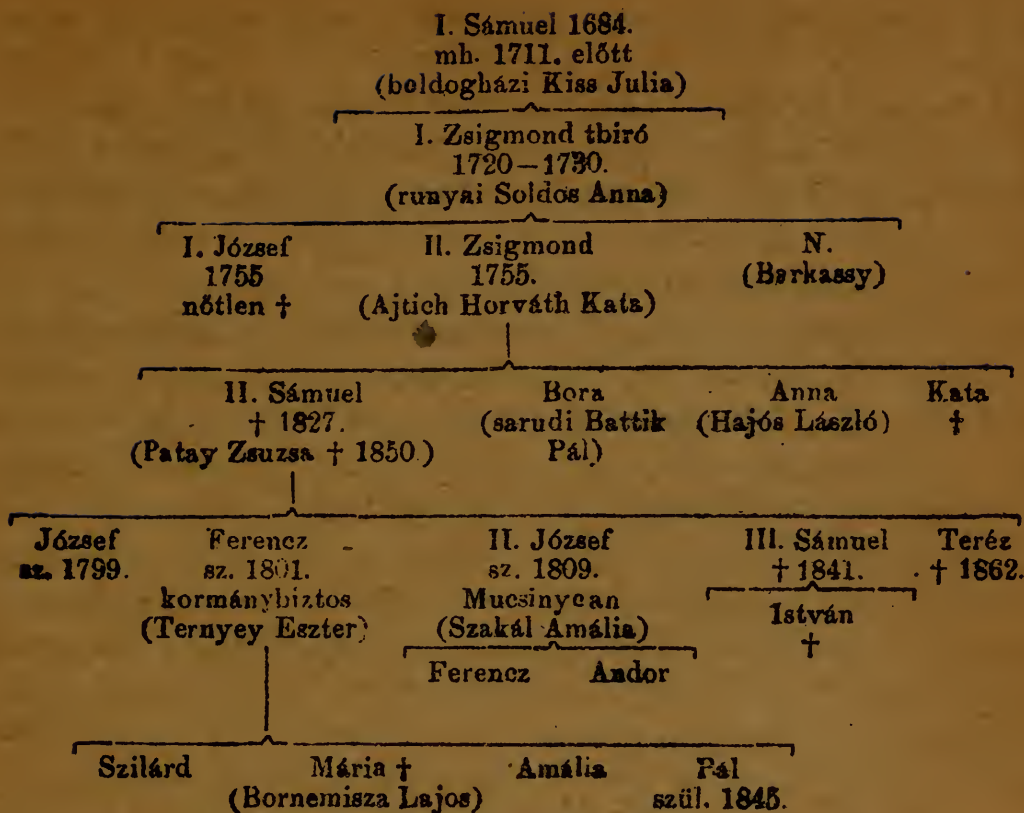 I. Sámuel 1684.
mh. 1711. előtt
(boldogházi Kiss Julia)
I. Zsigmond tbiró
1720—1730.
(runyai Soldos Anna)
I. József II. Zsigmond N.
1755 1755. (Barkassy)
nőtlen † (Ajtich Horváth Kata)
II. Sámuel Bora Anna Kata
† 1827. (sarudi Battik (Hajós László) †
(Patay Zsuzsa † 1850.) Pál)
József Ferencz II. József III. Sámuel Teréz
sz. 1799. sz. 1801. sz. 1809. † 1841. † 1862.
kormánybiztos Mucsinycan István
(Ternyey Eszter) (Szakál Amália) †
Ferencz Andor
Szilárd Mária † Amália Pál
(Bornemisza Lajos) szül. 1845.